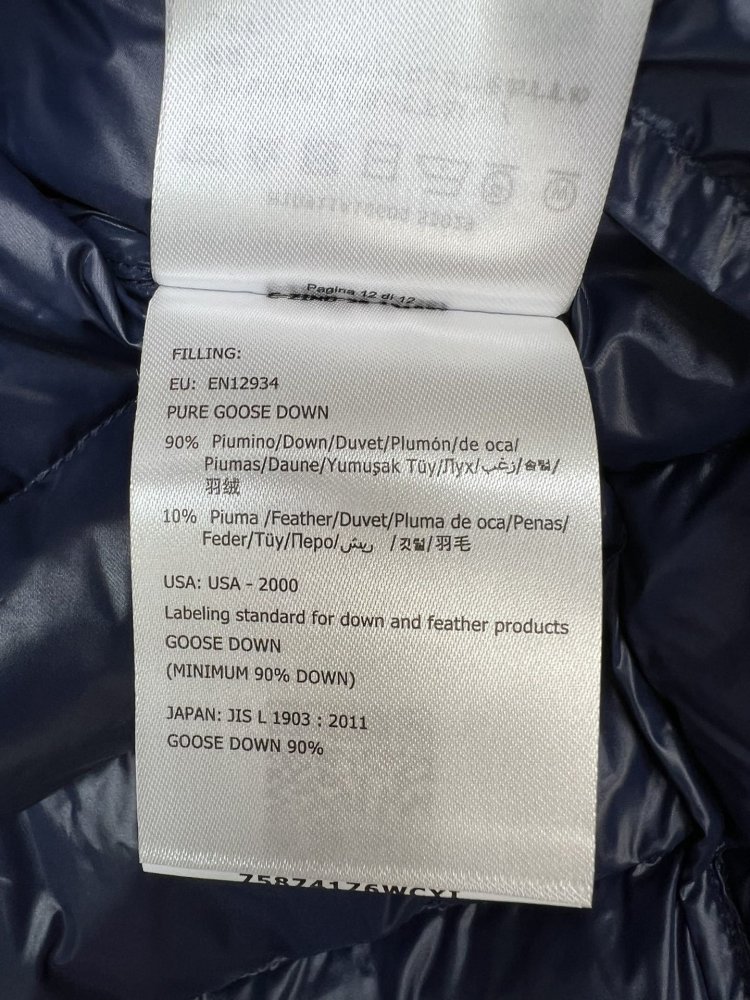 Pagina 12 di 12
FILLING:
EU: EN12934
PURE GOOSE DOWN
90% Piumino/Down/Duvet/Plumón/de oca/
Piumas/Daune/Yumuşak Tüy/Пух/زغب/솜털/
羽绒
10% Piuma /Feather/Duvet/Pluma de oca/Penas/
Feder/Tüy/Перо/ريش /깃털/羽毛
USA: USA - 2000
Labeling standard for down and feather products
GOOSE DOWN
(MINIMUM 90% DOWN)
JAPAN: JIS L 1903 : 2011
GOOSE DOWN 90%